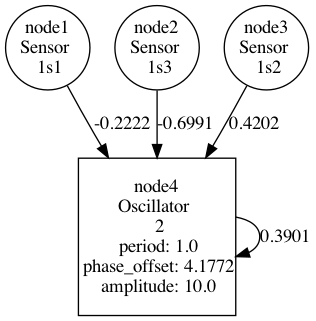 node1
Sensor
1s1
node2
Sensor
1s3
node3
Sensor
1s2
-0.2222
-0.6991
0.4202
node4
Oscillator
2
period: 1.0
phase_offset: 4.1772
amplitude: 10.0
0.3901